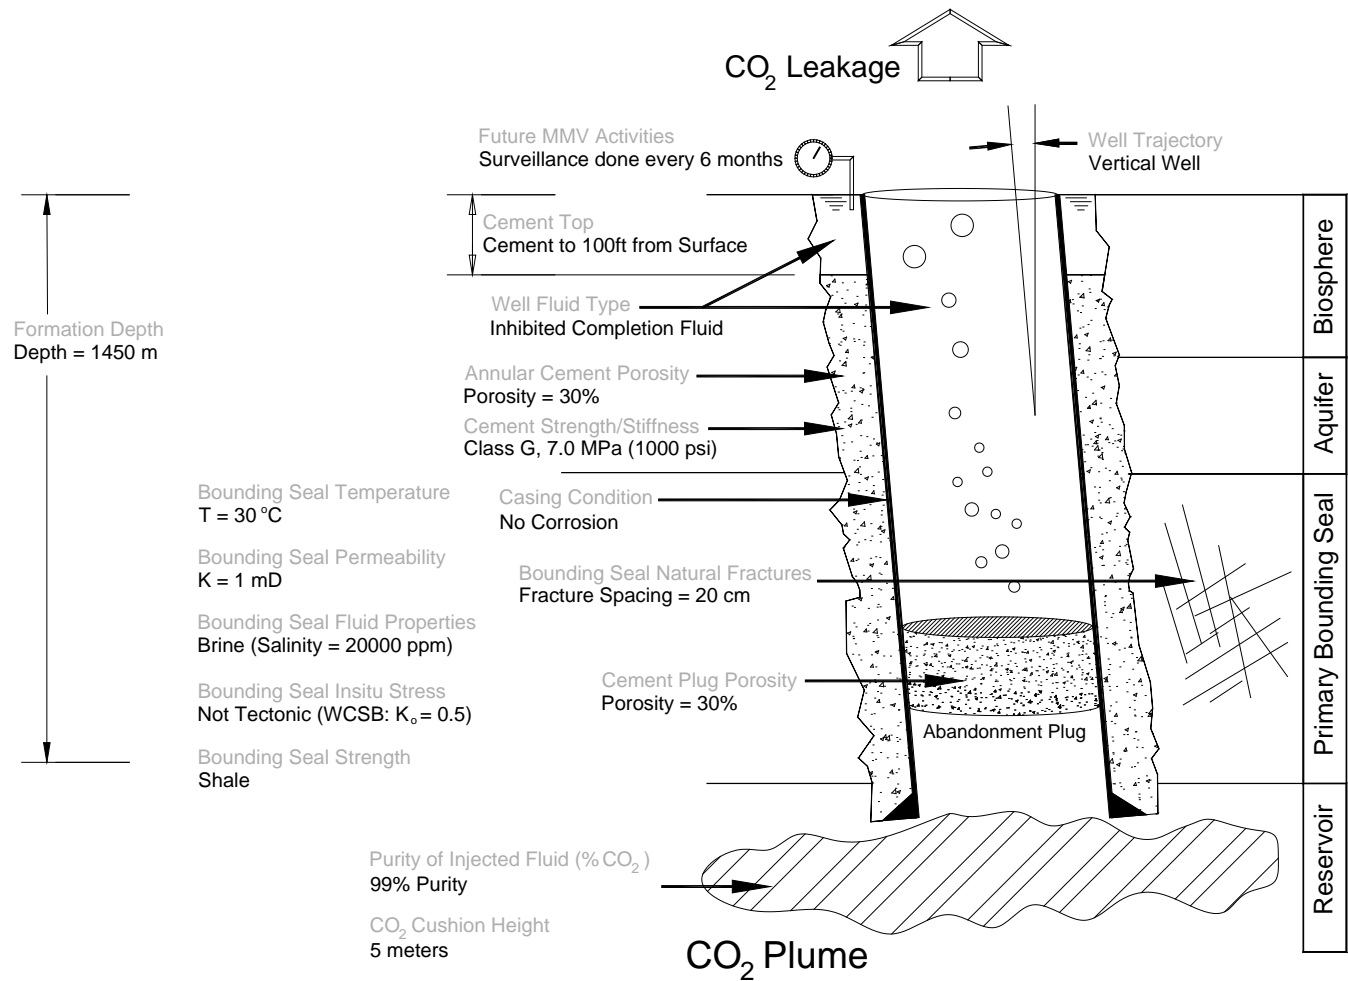 CO2 Leakage
Future MMV Activities
Surveillance done every 6 months
Well Trajectory
Vertical Well
Cement Top
Cement to 100ft from Surface
Well Fluid Type
Inhibited Completion Fluid
Formation Depth
Depth = 1450 m
Annular Cement Porosity
Porosity = 30%
Cement Strength/Stiffness
Class G, 7.0 MPa (1000 psi)
Bounding Seal Temperature
T = 30 °C
Casing Condition
No Corrosion
Bounding Seal Permeability
K = 1 mD
Bounding Seal Natural Fractures
Fracture Spacing = 20 cm
Bounding Seal Fluid Properties
Brine (Salinity = 20000 ppm)
Bounding Seal Insitu Stress
Not Tectonic (WCSB: Ko = 0.5)
Cement Plug Porosity
Porosity = 30%
Abandonment Plug
Bounding Seal Strength
Shale
Purity of Injected Fluid (% CO2 )
99% Purity
CO2 Cushion Height
5 meters
CO2 Plume
Biosphere
Aquifer
Primary Bounding Seal
Reservoir